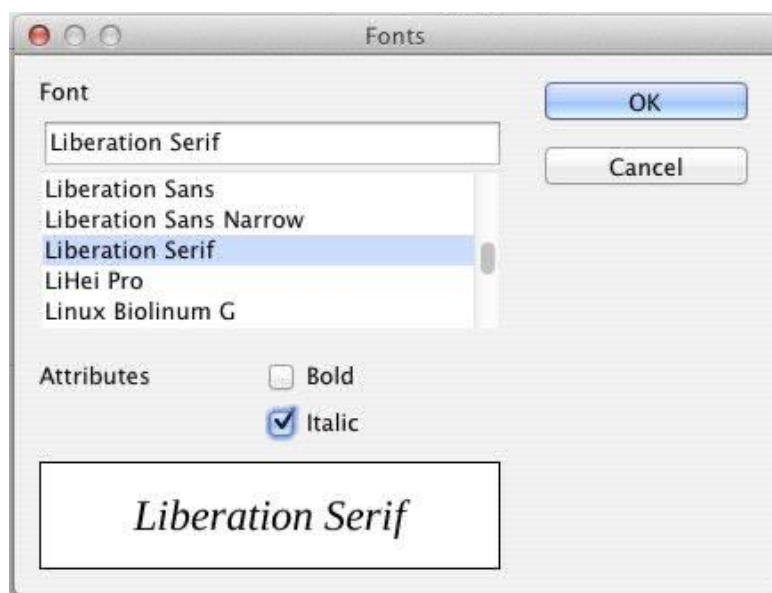 Fonts
Font
OK
Liberation Serif
Cancel
Liberation Sans
Liberation Sans Narrow
Liberation Serif
LiHei Pro
Linux Biolinum G
Attributes
Bold
Italic
Liberation Serif